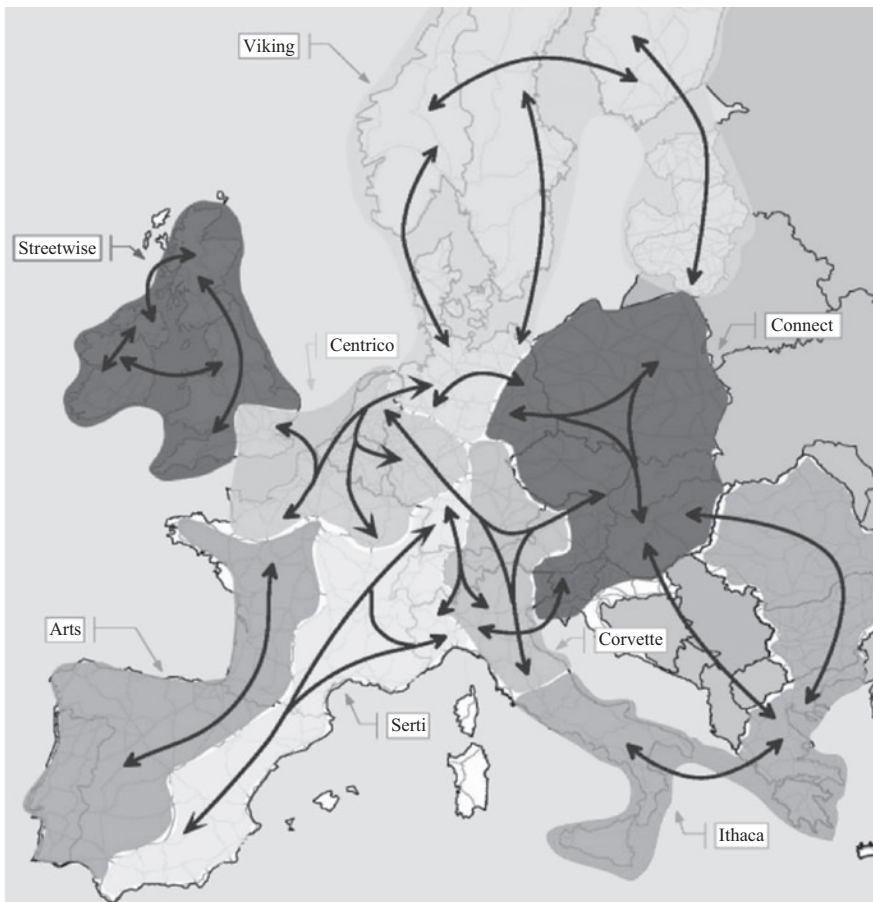 Viking
Streetwise
Connect
Centrico
Arts
Corvette
Serti
Ithaca